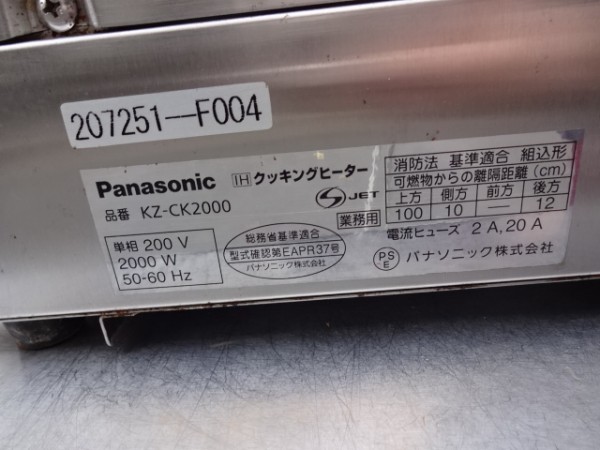 207251-F004
Panasonic IH クッキングヒーター
品番 KZ-CK2000
単相 200 V
2000 W
50-60 Hz
総務省基準適合
型式確認第EAPR37号
パナソニック株式会社
S JET
業務用
消防法 基準適合 組込形
可燃物からの離隔距離(cm)
上方 側方 前方 後方
100 10 — 12
電流ヒューズ 2 A, 20 A
PSE パナソニック株式会社